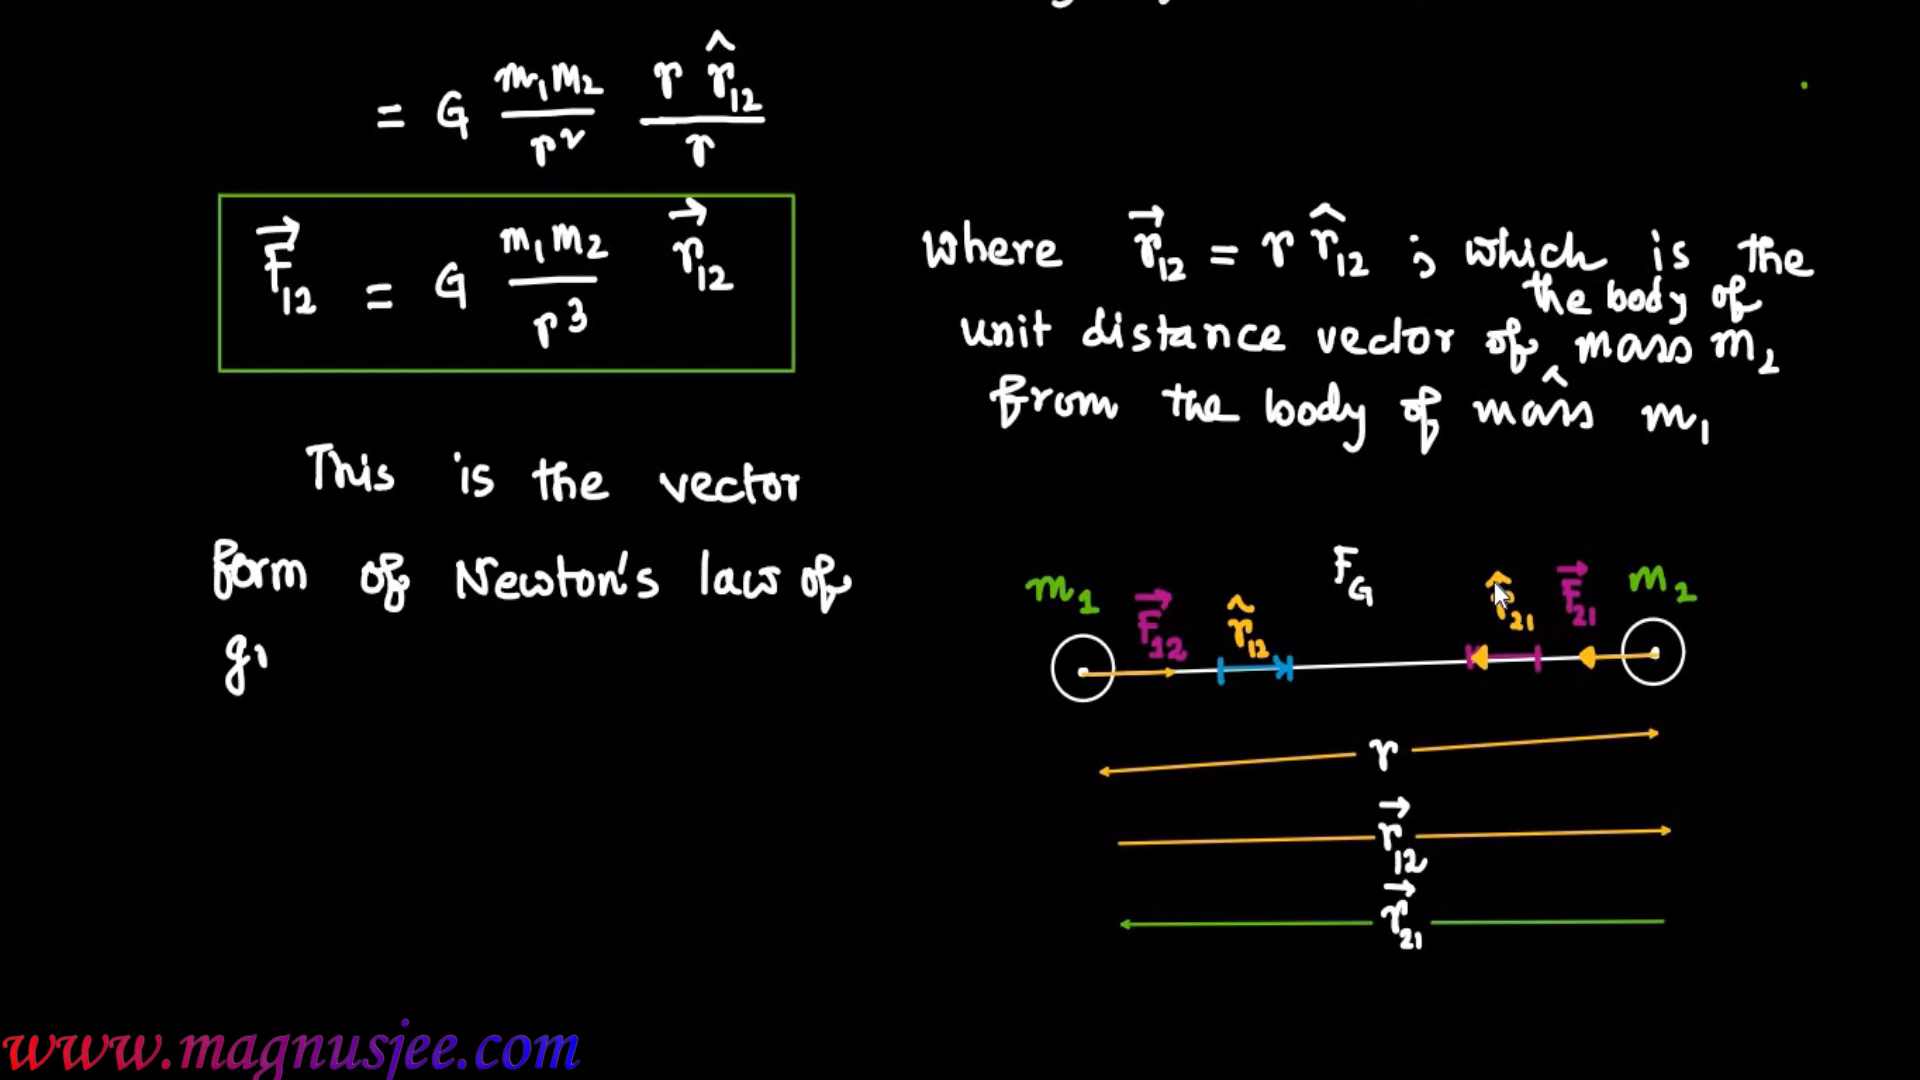 = G m₁m₂/r² r r̂₁₂/r
F⃗₁₂ = G m₁m₂/r³ r⃗₁₂
where r⃗₁₂ = r r̂₁₂ ; which is the
the body of
unit distance vector of ^ mass m₂
from the body of mass m₁
This is the vector
form of Newton's law of
F_G
m₁ F⃗₁₂ r̂₁₂ r̂₂₁ F⃗₂₁ m₂
r
r⃗₁₂
r⃗₂₁
www.magnusjee.com